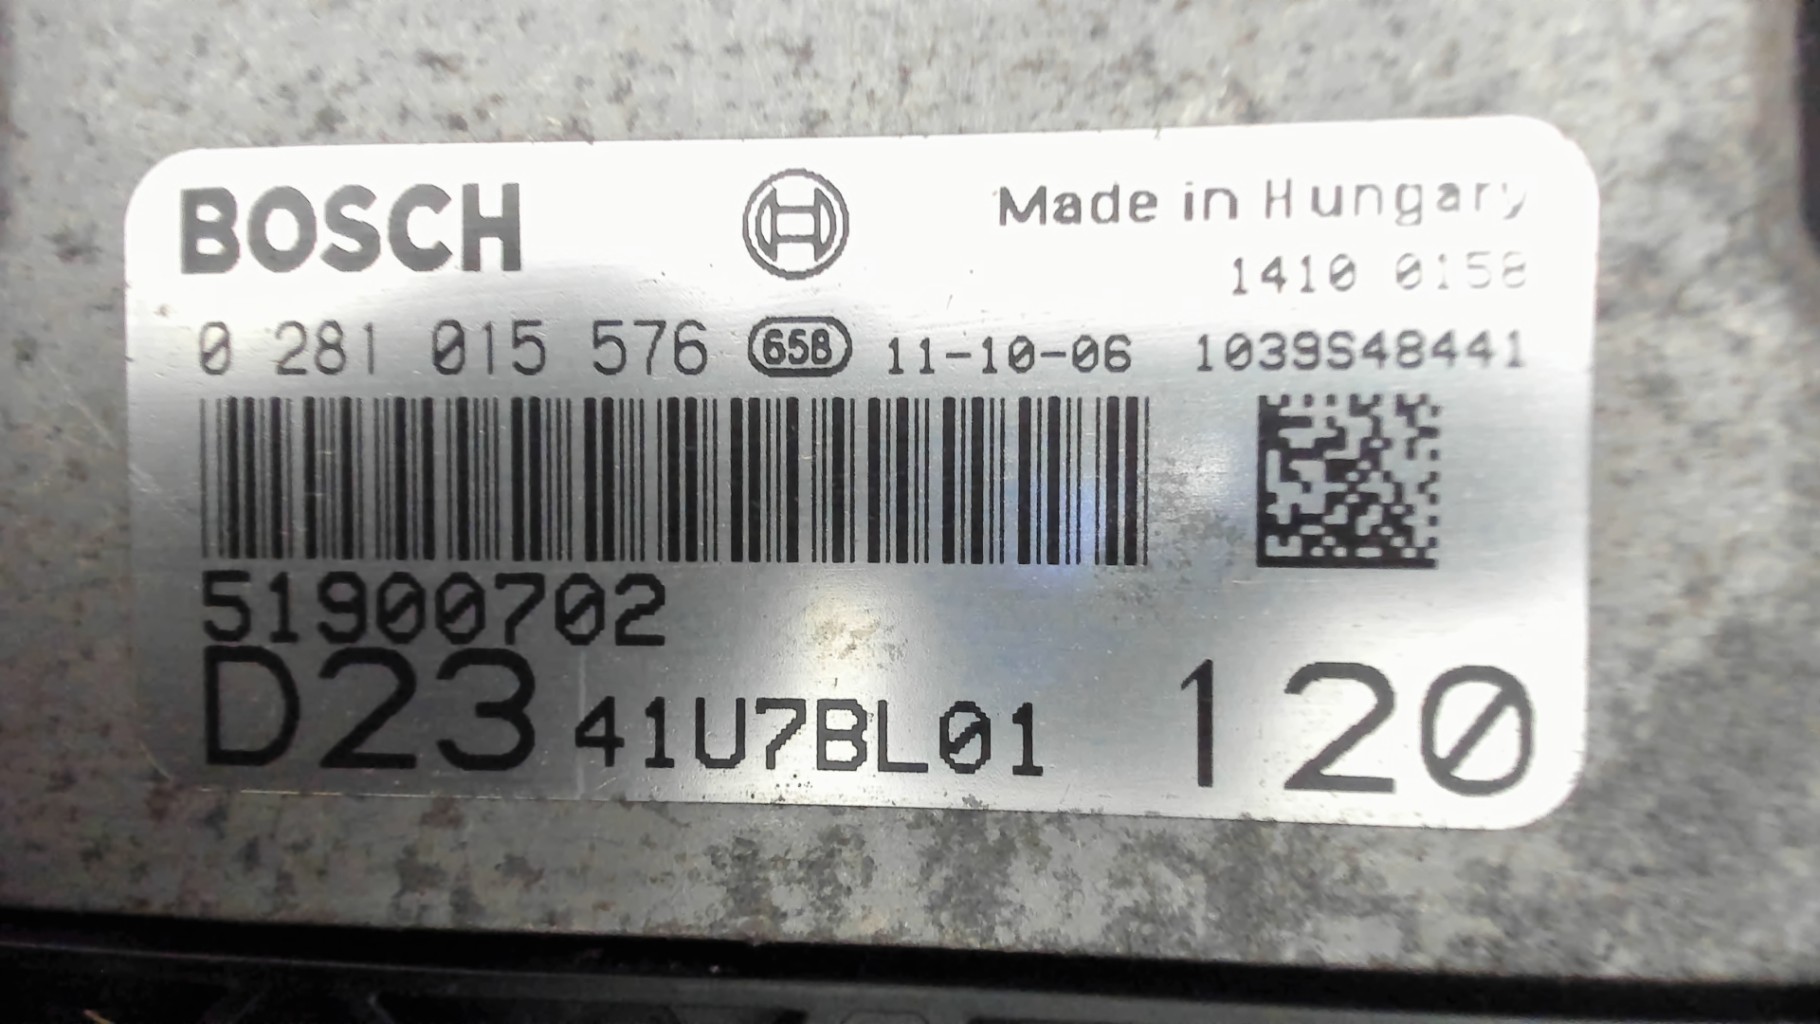 BOSCH Made in Hungary
1410 0158
0 281 015 576 658 11-10-06 1039S48441
51900702
D23 41U7BL01 120